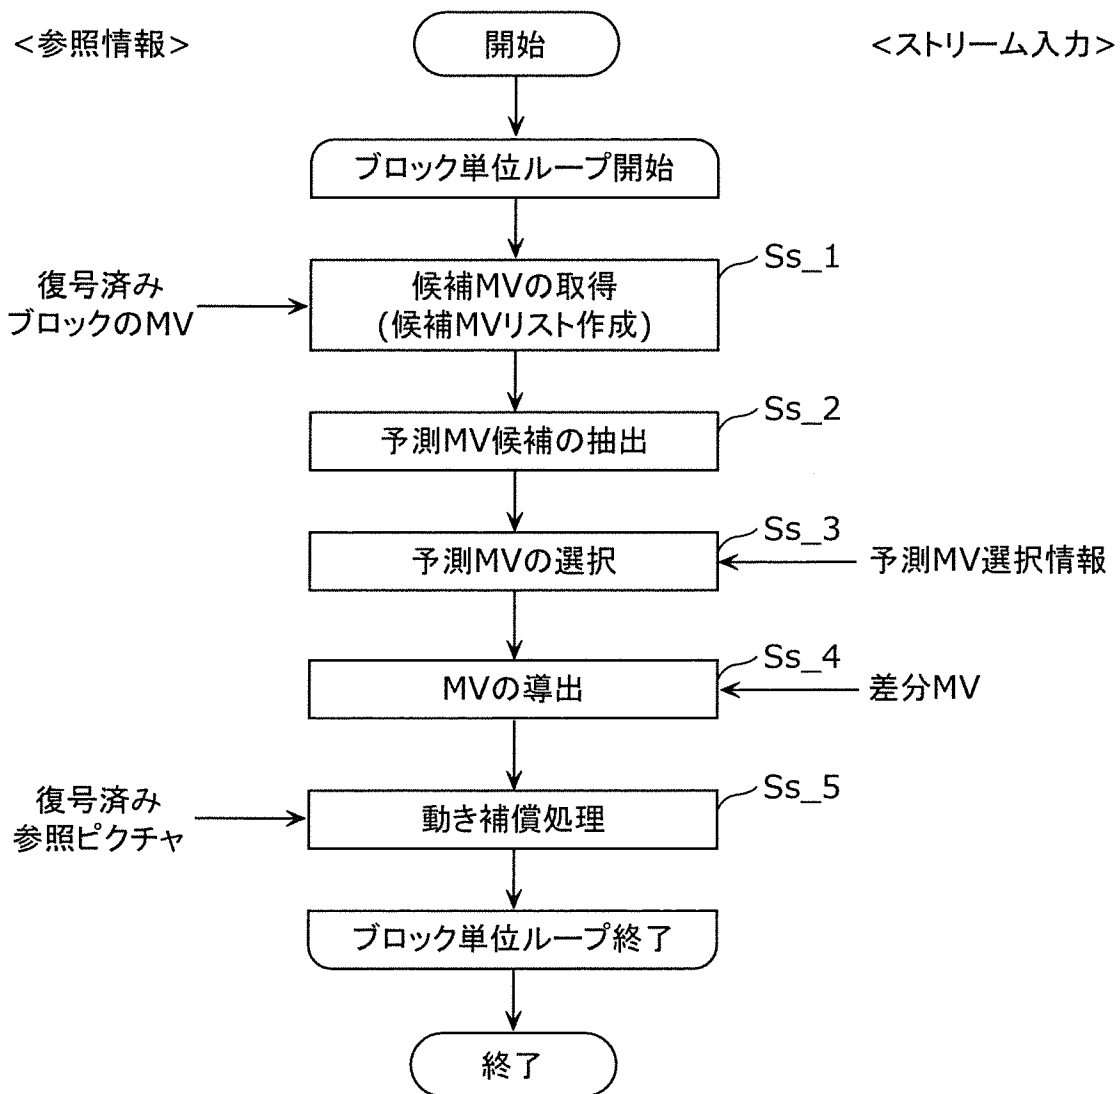 <参照情報>
開始
<ストリーム入力>
ブロック単位ループ開始
復号済み
ブロックのMV
候補MVの取得
(候補MVリスト作成)
Ss_1
予測MV候補の抽出
Ss_2
予測MVの選択
Ss_3
予測MV選択情報
MVの導出
Ss_4
差分MV
復号済み
参照ピクチャ
動き補償処理
Ss_5
ブロック単位ループ終了
終了